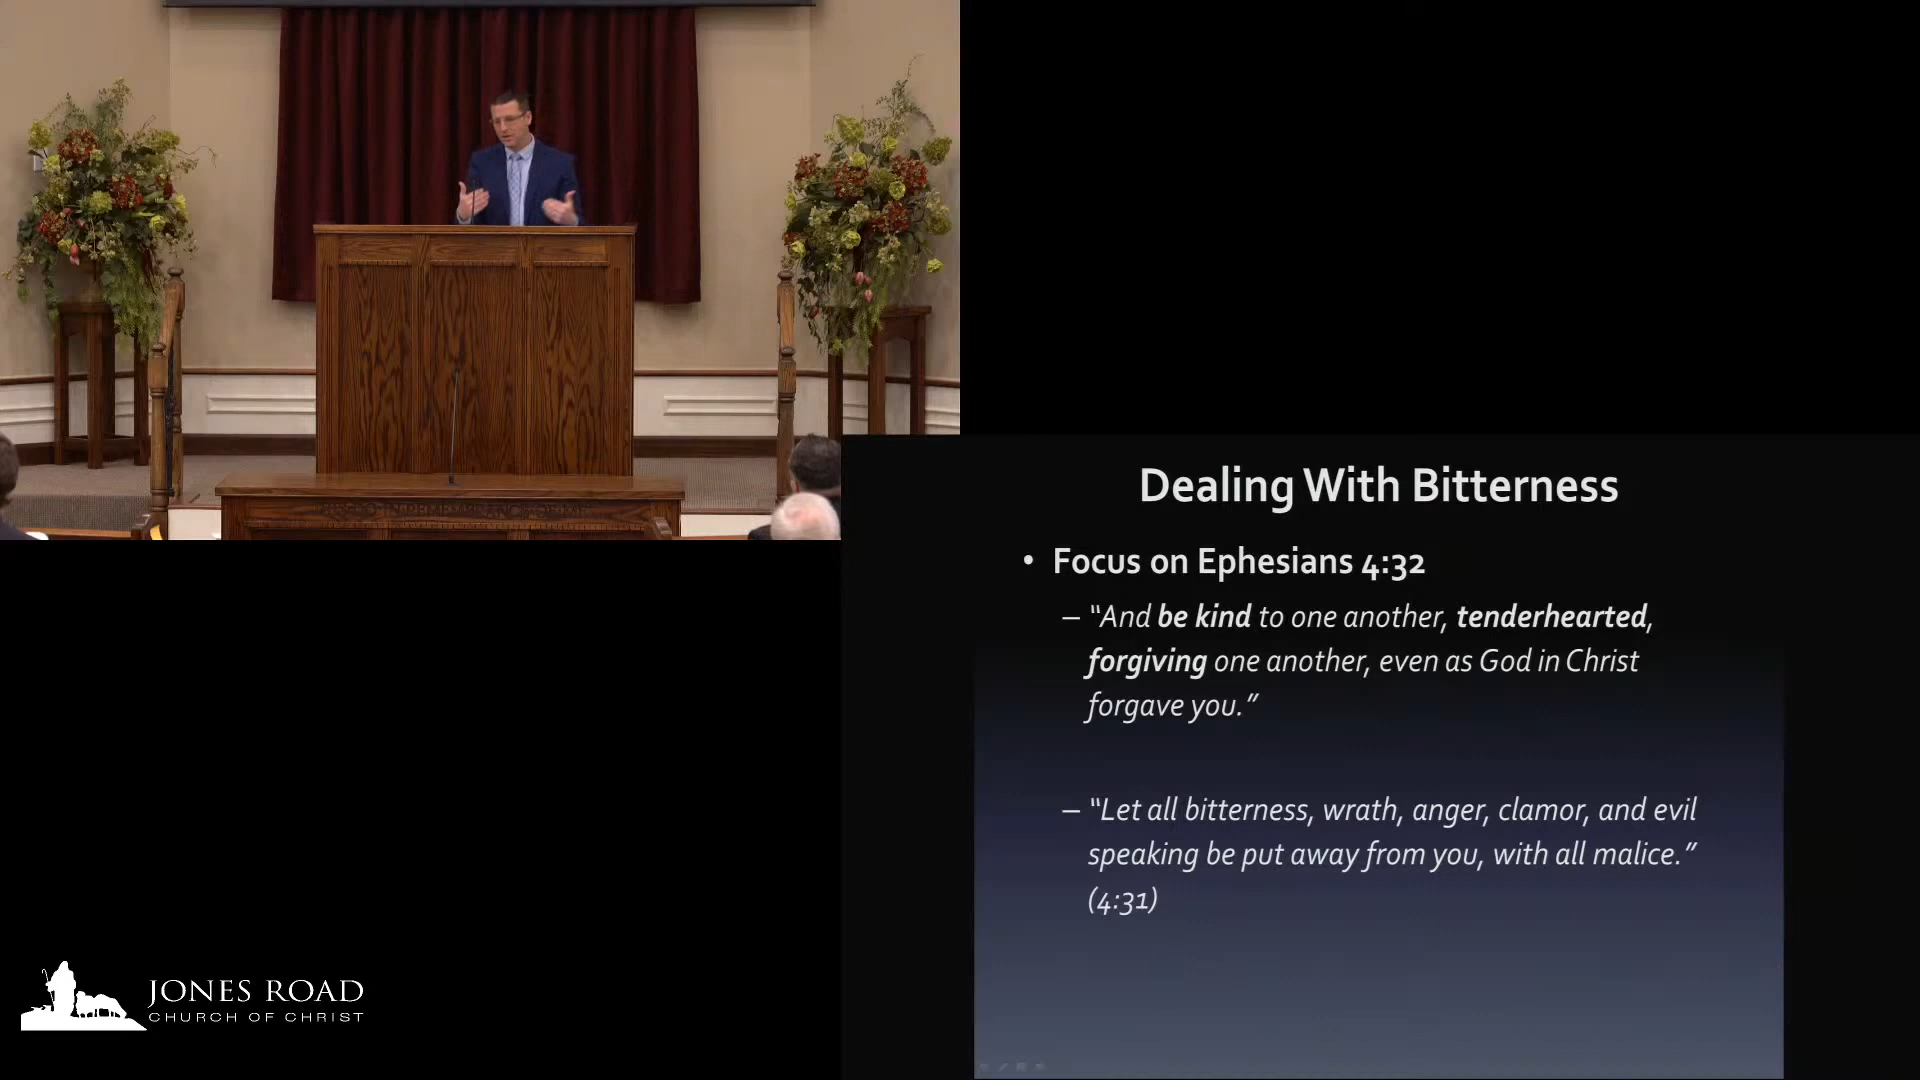 Dealing With Bitterness
• Focus on Ephesians 4:32
– “And be kind to one another, tenderhearted,
forgiving one another, even as God in Christ
forgave you.”
– “Let all bitterness, wrath, anger, clamor, and evil
speaking be put away from you, with all malice.”
(4:31)
JONES ROAD
CHURCH OF CHRIST